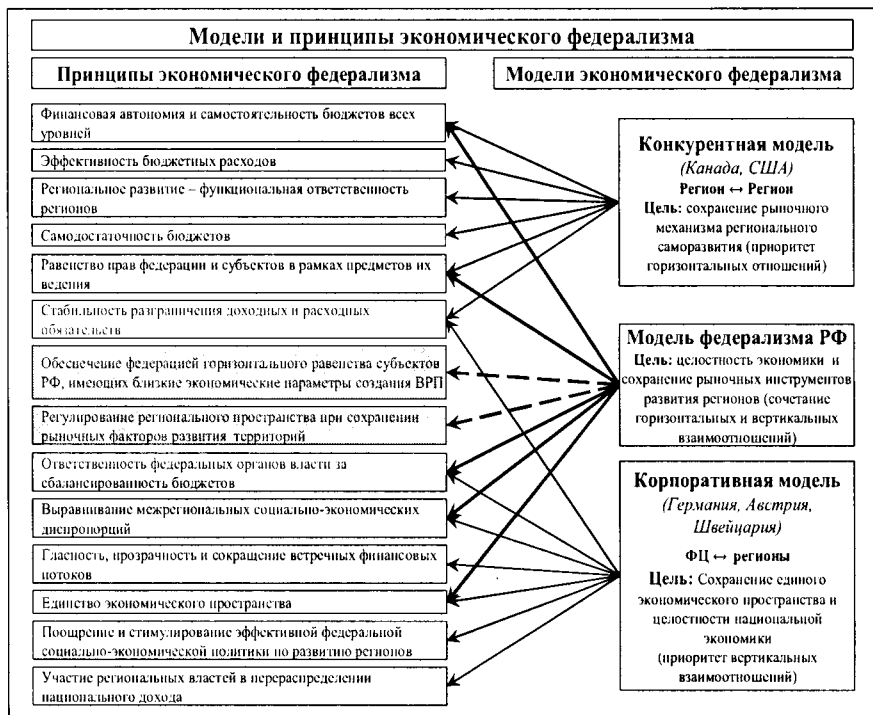 Модели и принципы экономического федерализма
Принципы экономического федерализма
Модели экономического федерализма
Финансовая автономия и самостоятельность бюджетов всех
уровней
Эффективность бюджетных расходов
Региональное развитие – функциональная ответственность
регионов
Самодостаточность бюджетов
Равенство прав федерации и субъектов в рамках предметов их
ведения
Стабильность разграничения доходных и расходных
обязательств
Обеспечение федерацией горизонтального равенства субъектов
РФ, имеющих близкие экономические параметры создания ВРП
Регулирование регионального пространства при сохранении
рыночных факторов развития территорий
Ответственность федеральных органов власти за
сбалансированность бюджетов
Выравнивание межрегиональных социально-экономических
диспропорций
Гласность, прозрачность и сокращение встречных финансовых
потоков
Единство экономического пространства
Поощрение и стимулирование эффективной федеральной
социально-экономической политики по развитию регионов
Участие региональных властей в перераспределении
национального дохода
Конкурентная модель
(Канада, США)
Регион ↔ Регион
Цель: сохранение рыночного
механизма регионального
саморазвития (приоритет
горизонтальных отношений)
Модель федерализма РФ
Цель: целостность экономики и
сохранение рыночных инструментов
развития регионов (сочетание
горизонтальных и вертикальных
взаимоотношений)
Корпоративная модель
(Германия, Австрия,
Швейцария)
ФЦ ↔ регионы
Цель: Сохранение единого
экономического пространства и
целостности национальной
экономики
(приоритет вертикальных
взаимоотношений)